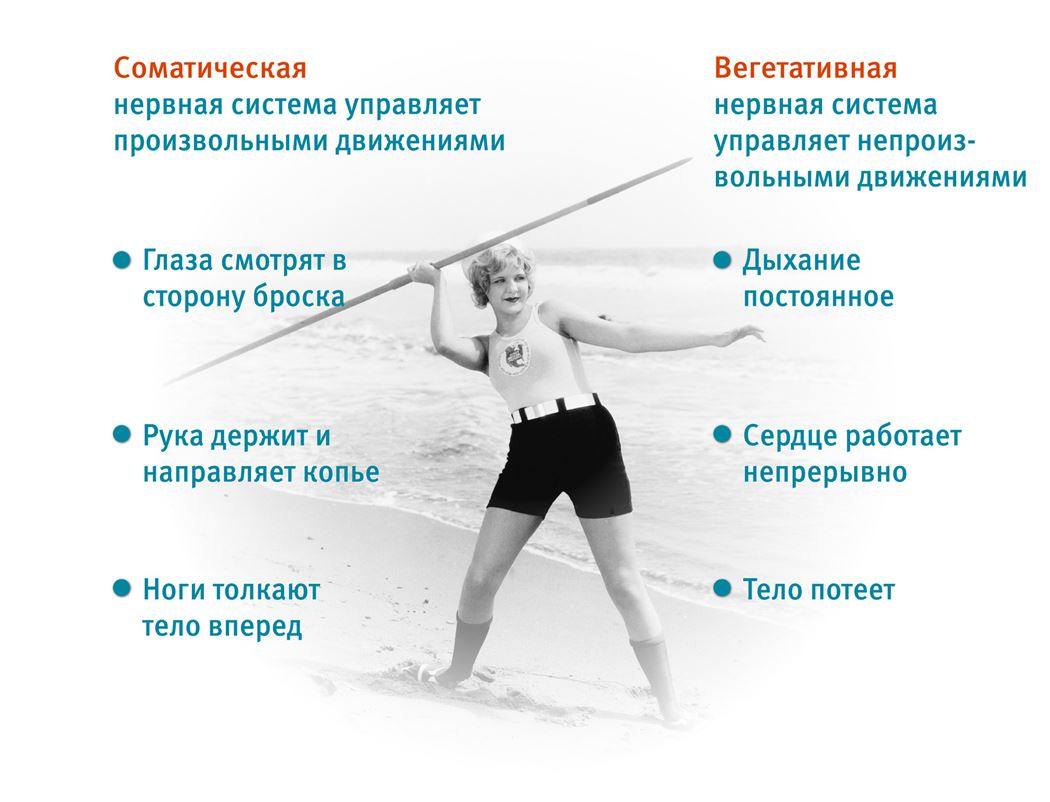 Соматическая
нервная система управляет
произвольными движениями
Глаза смотрят в
сторону броска
Рука держит и
направляет копье
Ноги толкают
тело вперед
Вегетативная
нервная система
управляет непроиз-
вольными движениями
Дыхание
постоянное
Сердце работает
непрерывно
Тело потеет